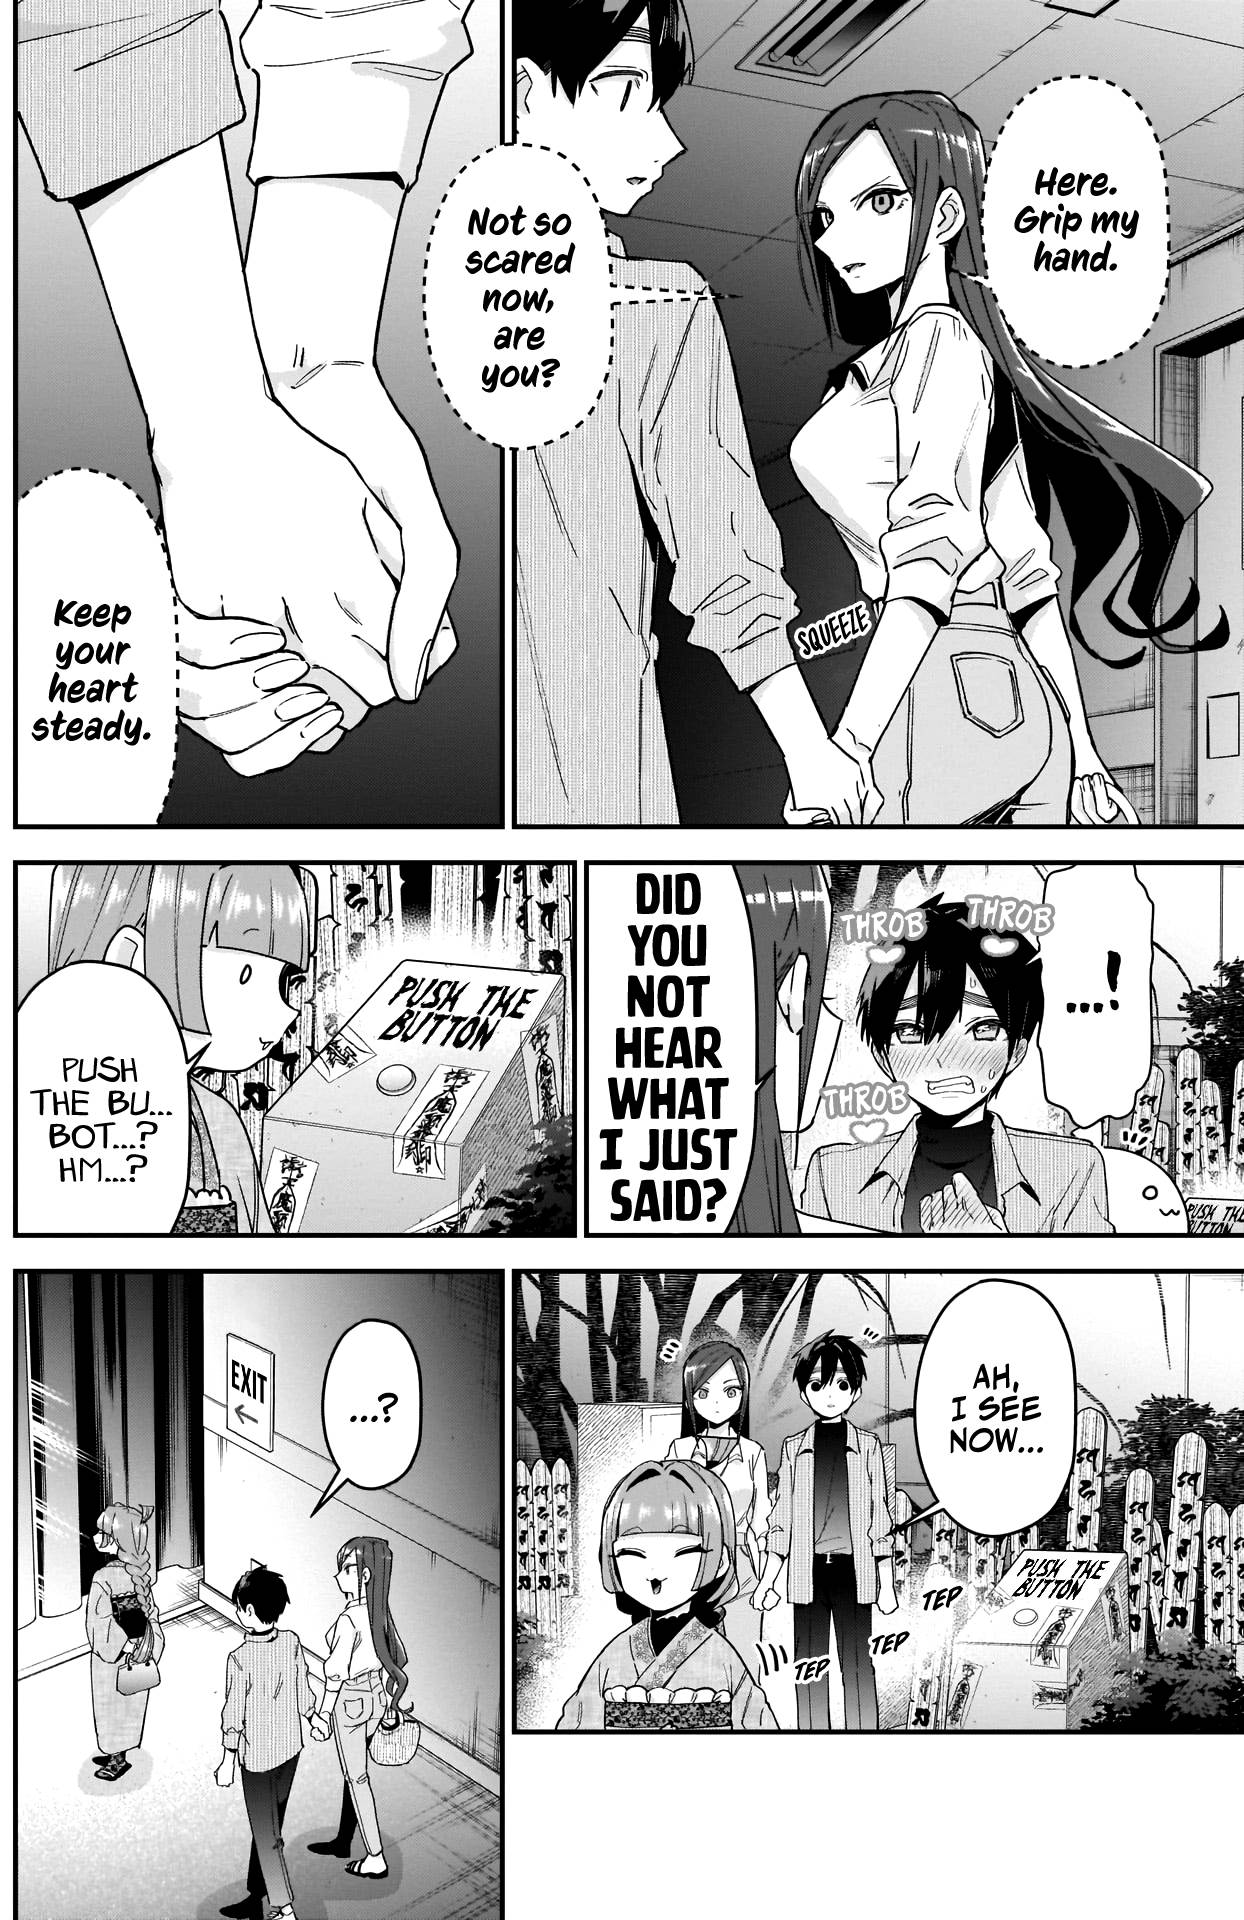 Here.
Grip my
hand.
Not so
scared
now,
are
you?
SQUEEZE
Keep
your
heart
steady.
....!
THROB
THROB
THROB
DID
YOU
NOT
HEAR
WHAT
I JUST
SAID?
PUSH THE
BUTTON
PUSH THE
BUTTON
PUSH
THE BU...
BOT...?
HM...?
AH,
I SEE
NOW...
PUSH THE
BUTTON
TEP
TEP
TEP
...?
EXIT
←